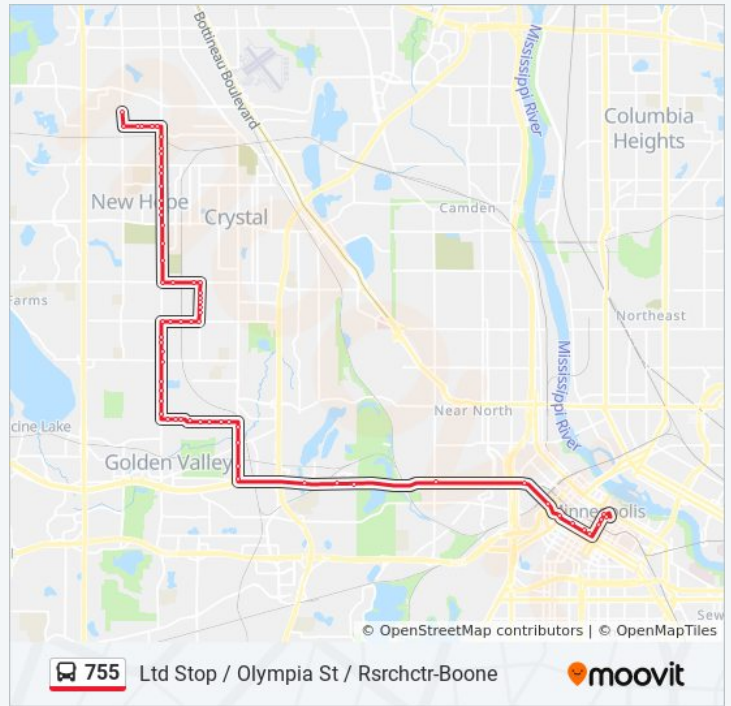 Bottineau Boulevard
Mississippi River
Columbia
Heights
New Hope
Crystal
Camden
Farms
Northeast
Mississippi River
Near North
cine Lake
Golden Valley
Minneapolis
Sew
© OpenStreetMap contributors | © OpenMapTiles
755 Ltd Stop / Olympia St / Rsrchctr-Boone
moovit